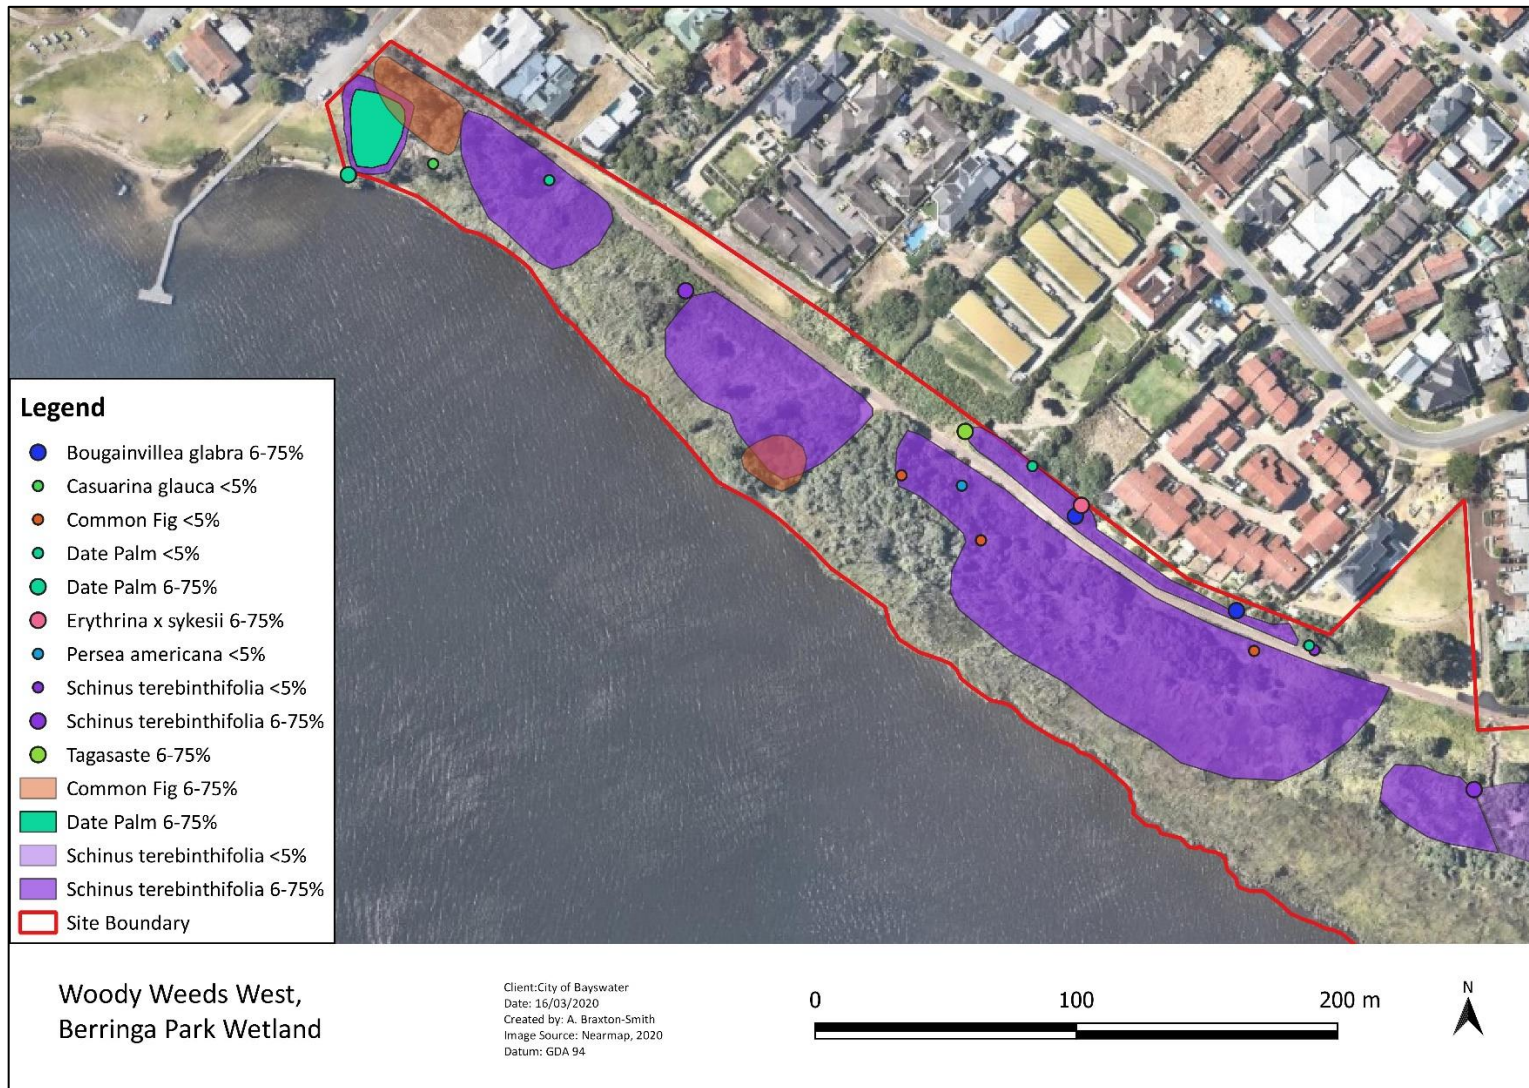 Legend
Bougainvillea glabra 6-75%
Casuarina glauca <5%
Common Fig <5%
Date Palm <5%
Date Palm 6-75%
Erythrina x sykesii 6-75%
Persea americana <5%
Schinus terebinthifolia <5%
Schinus terebinthifolia 6-75%
Tagasaste 6-75%
Common Fig 6-75%
Date Palm 6-75%
Schinus terebinthifolia <5%
Schinus terebinthifolia 6-75%
Site Boundary
Woody Weeds West,
Berringa Park Wetland
Client:City of Bayswater
Date: 16/03/2020
Created by: A. Braxton-Smith
Image Source: Nearmap, 2020
Datum: GDA 94
0 100 200 m
N